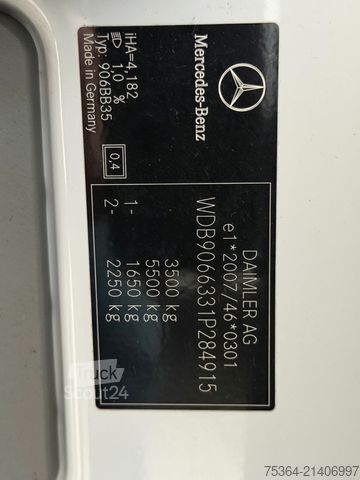 Mercedes-Benz
DAIMLER AG
e1*2007/46*0301
WDB9066331P284915
3500 kg
5500 kg
1- 1650 kg
2- 2250 kg
iHA=4,182
1,0 %
Typ: 906BB35
Made in Germany
0,4
Truck
Scout24
75364-21406997